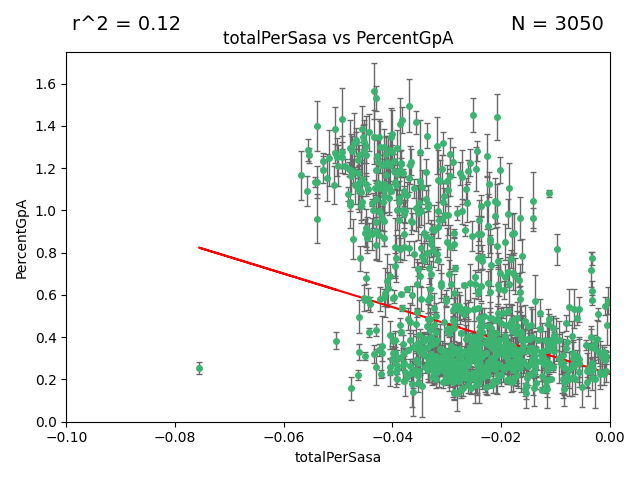 r^2 = 0.12 N = 3050
totalPerSasa vs PercentGpA
PercentGpA
1.6
1.4
1.2
1.0
0.8
0.6
0.4
0.2
0.0
−0.10 −0.08 −0.06 −0.04 −0.02 0.00
totalPerSasa